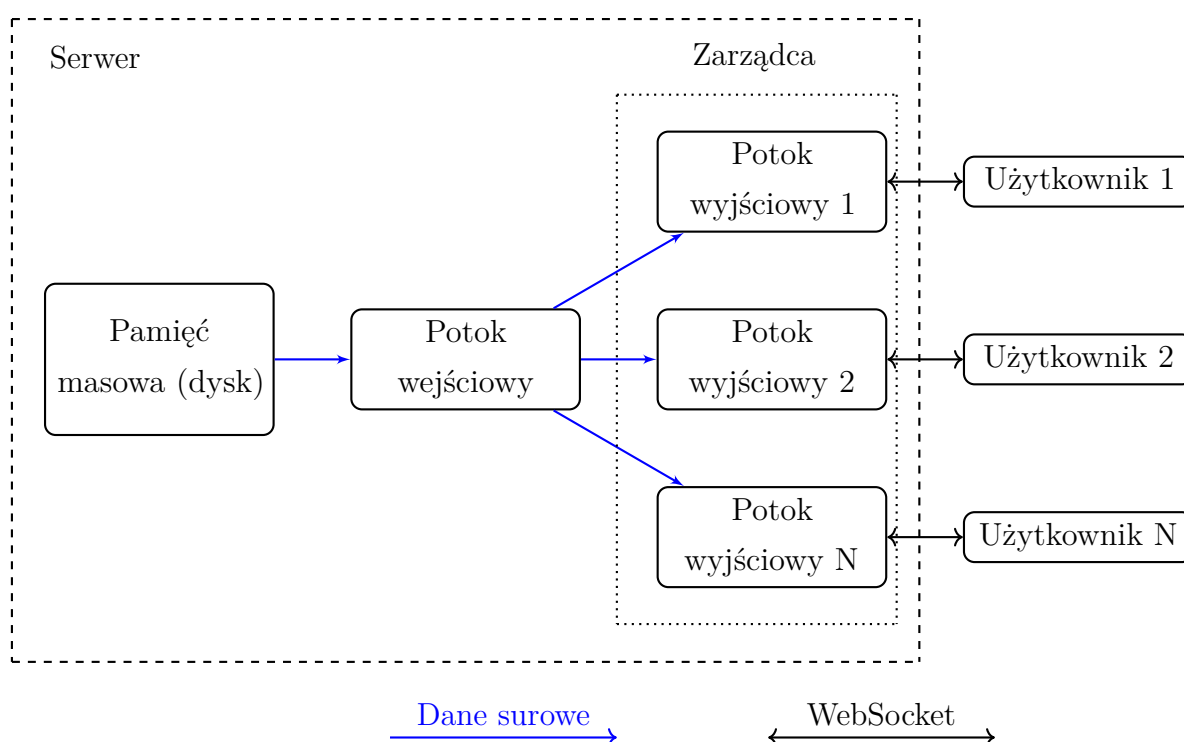 Serwer
Zarządca
Potok
wyjściowy 1
Użytkownik 1
Pamięć
masowa (dysk)
Potok
wejściowy
Potok
wyjściowy 2
Użytkownik 2
Potok
wyjściowy N
Użytkownik N
Dane surowe
WebSocket